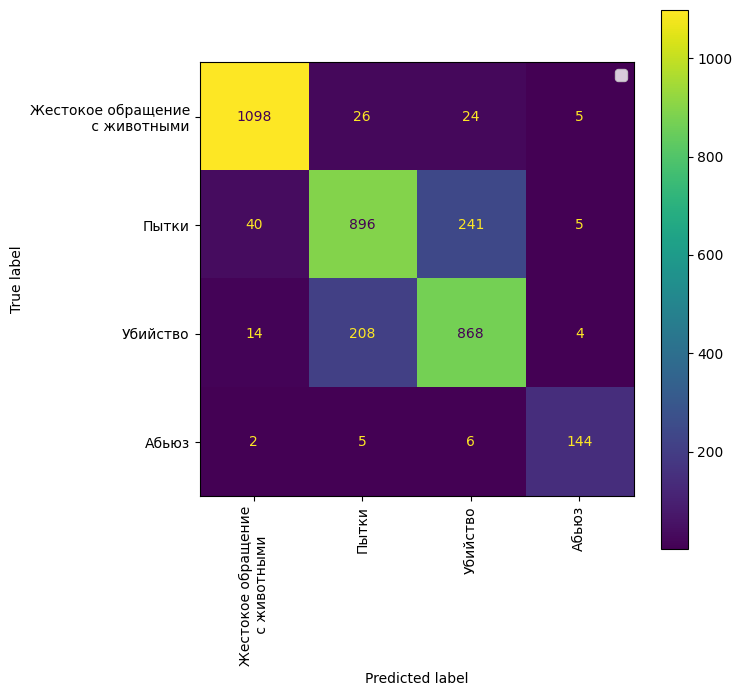 Жестокое обращение
с животными
1098 26 24 5
Пытки
40 896 241 5
Убийство
14 208 868 4
Абьюз
2 5 6 144
True label
Жестокое обращение
с животными
Пытки
Убийство
Абьюз
Predicted label
1000
800
600
400
200